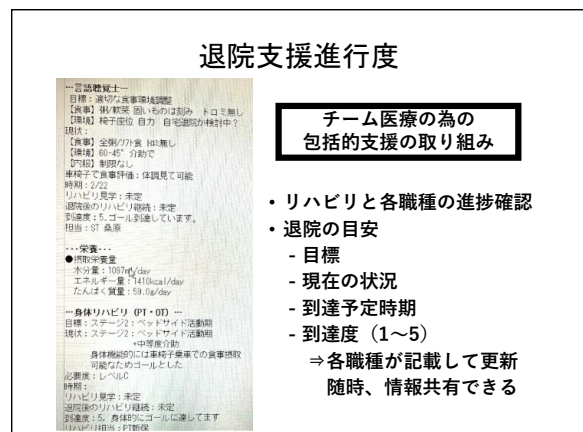 退院支援進行度
…言語聴覚士…
目標：適切な食事環境調整
【食事】粥/軟菜 固いものは刻み トロミ無し
【環境】椅子座位 自力 自宅退院か検討中？
現状：
【食事】全粥/ソフト食 トロミ無し
【環境】60-45° 介助で
【内服】制限なし
車椅子で食事評価：体調見て可能
時期：2/22
リハビリ見学：未定
退院後のリハビリ継続：未定
到達度：5.ゴール到達しています。
担当：ST 桑原
…栄養…
●摂取栄養量
水分量：1097ml/day
エネルギー量：1410kcal/day
たんぱく質量：59.0g/day
…身体リハビリ（PT・OT）…
目標：ステージ2：ベッドサイド活動期
現状：ステージ2：ベッドサイド活動期
+中等度介助
身体機能的には車椅子乗車での食事摂取
可能なためゴールとした
必要度：レベルC
時期：
リハビリ見学：未定
退院後のリハビリ継続：未定
到達度：5. 身体的にゴールに達してます
リハビリ担当：PT新保
チーム医療の為の
包括的支援の取り組み
・リハビリと各職種の進捗確認
・退院の目安
- 目標
- 現在の状況
- 到達予定時期
- 到達度（1〜5）
⇒各職種が記載して更新
随時、情報共有できる